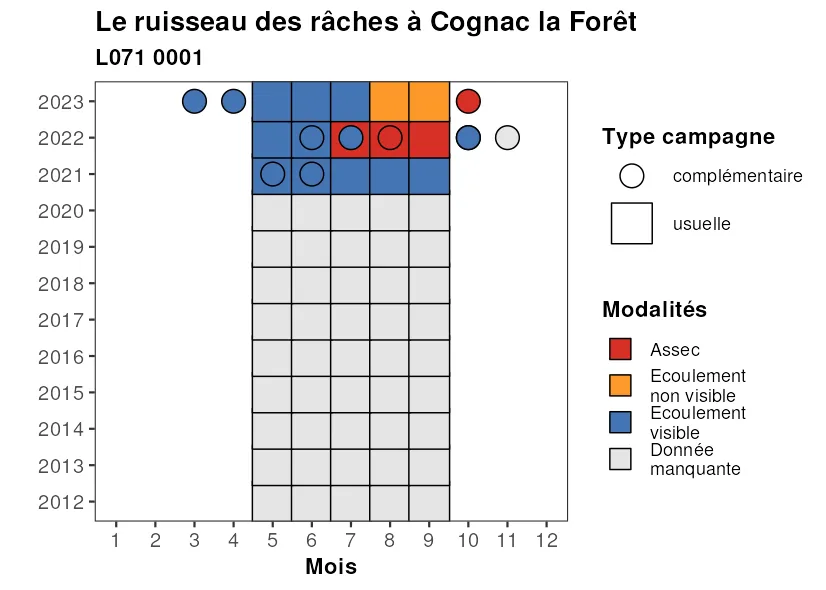 Le ruisseau des râches à Cognac la Forêt
L071 0001
2023
2022
2021
2020
2019
2018
2017
2016
2015
2014
2013
2012
1 2 3 4 5 6 7 8 9 10 11 12
Mois
Type campagne
complémentaire
usuelle
Modalités
Assec
Ecoulement
non visible
Ecoulement
visible
Donnée
manquante